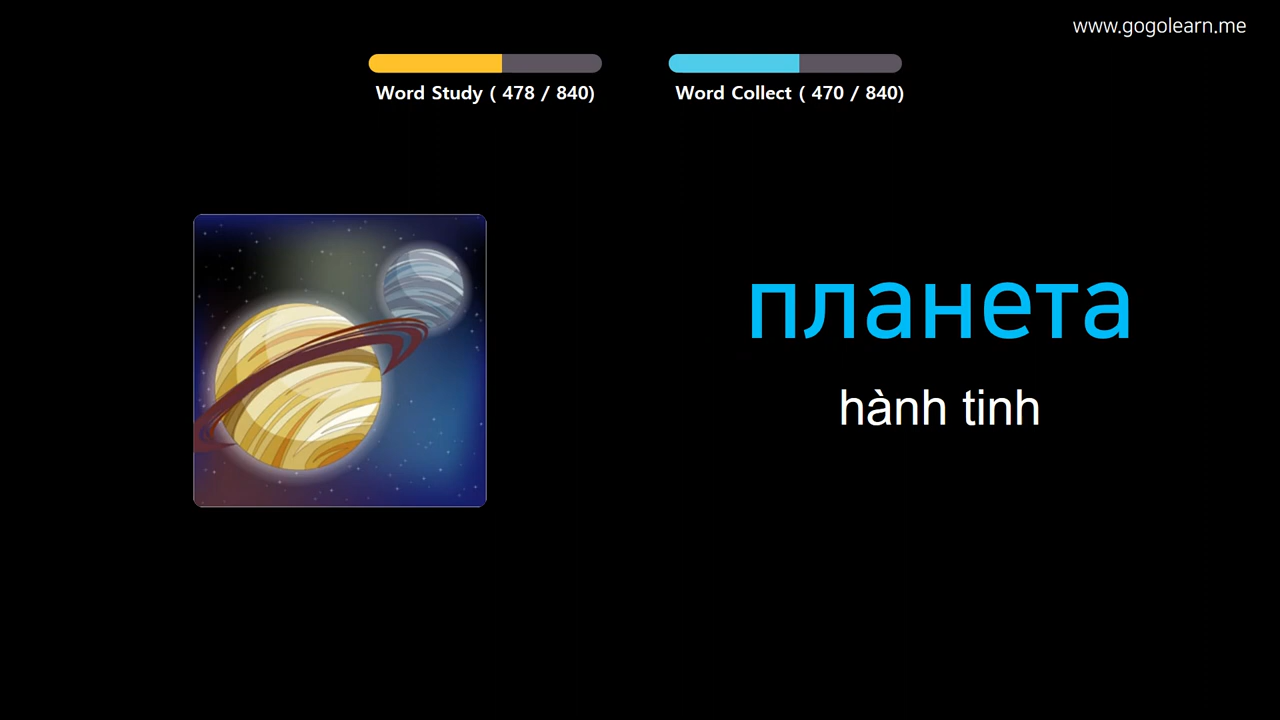 www.gogolearn.me
Word Study ( 478 / 840)
Word Collect ( 470 / 840)
планета
hành tinh